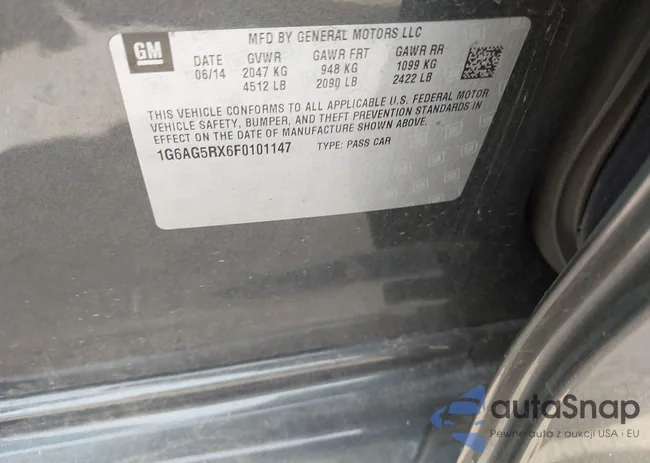 GM
MFD BY GENERAL MOTORS LLC
DATE GVWR GAWR FRT GAWR RR
06/14 2047 KG 948 KG 1099 KG
4512 LB 2090 LB 2422 LB
THIS VEHICLE CONFORMS TO ALL APPLICABLE U.S. FEDERAL MOTOR
VEHICLE SAFETY, BUMPER, AND THEFT PREVENTION STANDARDS IN
EFFECT ON THE DATE OF MANUFACTURE SHOWN ABOVE.
1G6AG5RX6F0101147 TYPE: PASS CAR
autoSnap
Pewne auta z aukcji USA i EU